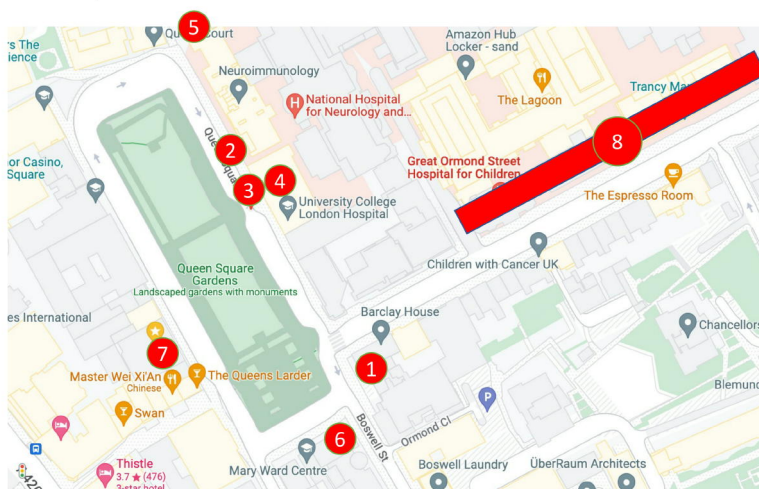 5
Court
rs The
ience
Neuroimmunology
Amazon Hub
Locker - sand
National Hospital
for Neurology and...
The Lagoon
Trancy
8
2
3
4
Great Ormond Street
Hospital for Children
or Casino,
Square
University College
London Hospital
The Espresso Room
Queen Square
Gardens
Landscaped gardens with monuments
Children with Cancer UK
es International
Barclay House
Chancellors
7
1
Master Wei Xi'An
Chinese
The Queens Larder
P
Blemund
Swan
6
Boswell St
Ormond Cl
Thistle
3.7 ★ (476)
3-star hotel
Mary Ward Centre
Boswell Laundry
ÜberRaum Architects
H